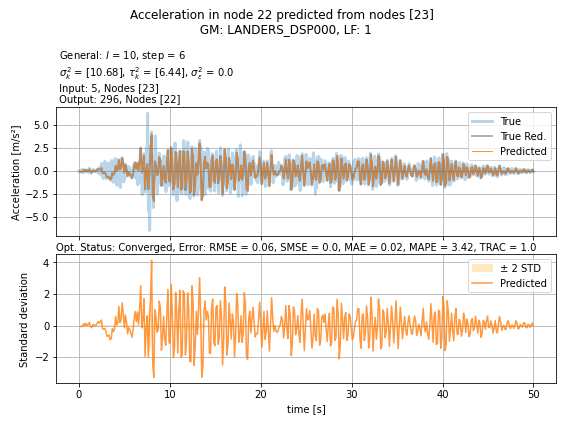 Acceleration in node 22 predicted from nodes [23]
GM: LANDERS_DSP000, LF: 1
General: l = 10, step = 6
σ²ₖ = [10.68], τ²ₖ = [6.44], σ²ε = 0.0
Input: 5, Nodes [23]
Output: 296, Nodes [22]
Acceleration [m/s²]
5.0
2.5
0.0
−2.5
−5.0
True
True Red.
Predicted
Opt. Status: Converged, Error: RMSE = 0.06, SMSE = 0.0, MAE = 0.02, MAPE = 3.42, TRAC = 1.0
Standard deviation
4
2
0
−2
± 2 STD
Predicted
0 10 20 30 40 50
time [s]